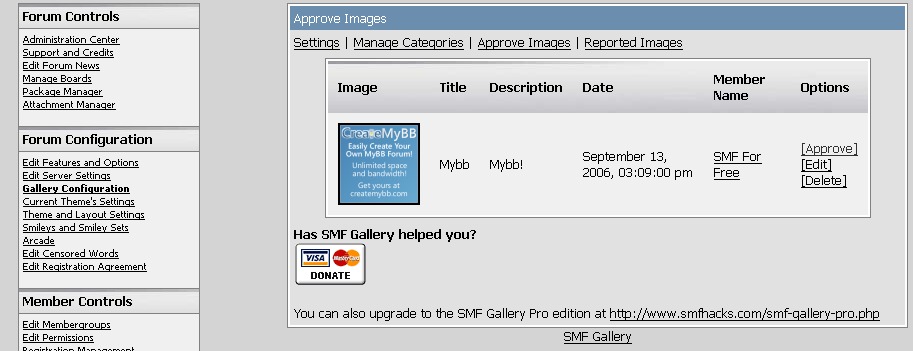 Forum Controls
Administration Center
Support and Credits
Edit Forum News
Manage Boards
Package Manager
Attachment Manager
Forum Configuration
Edit Features and Options
Edit Server Settings
Gallery Configuration
Current Theme's Settings
Theme and Layout Settings
Smileys and Smiley Sets
Arcade
Edit Censored Words
Edit Registration Agreement
Member Controls
Edit Membergroups
Edit Permissions
Registration Management
Approve Images
Settings | Manage Categories | Approve Images | Reported Images
Image Title Description Date Member Name Options
CreateMyBB
Easily Create Your
Own MyBB Forum!
Unlimited space
and bandwidth!
Get yours at
createmybb.com
Mybb
Mybb!
September 13,
2006, 03:09:00 pm
SMF For
Free
[Approve]
[Edit]
[Delete]
Has SMF Gallery helped you?
VISA MasterCard
DONATE
You can also upgrade to the SMF Gallery Pro edition at http://www.smfhacks.com/smf-gallery-pro.php
SMF Gallery